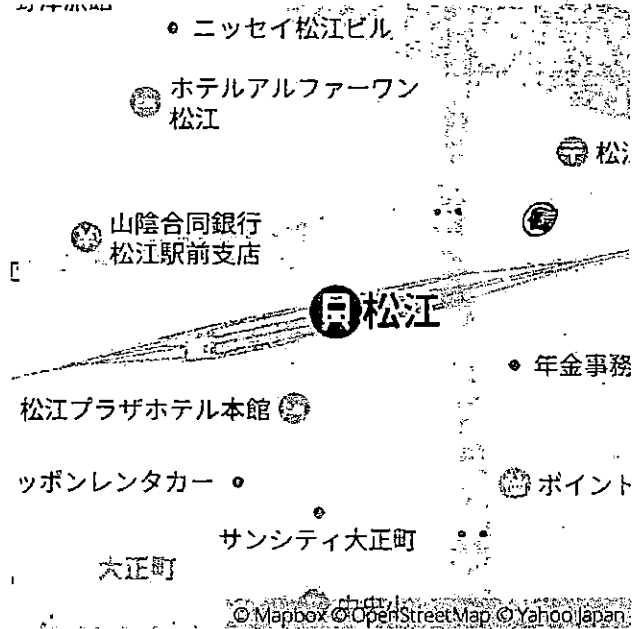 ニッセイ松江ビル
ホテルアルファーワン
松江
山陰合同銀行
松江駅前支店
松江
年金事務
松江プラザホテル本館
ッポンレンタカー
ポイント
サンシティ大正町
大正町
© Mapbox © OpenStreetMap © Yahoo Japan